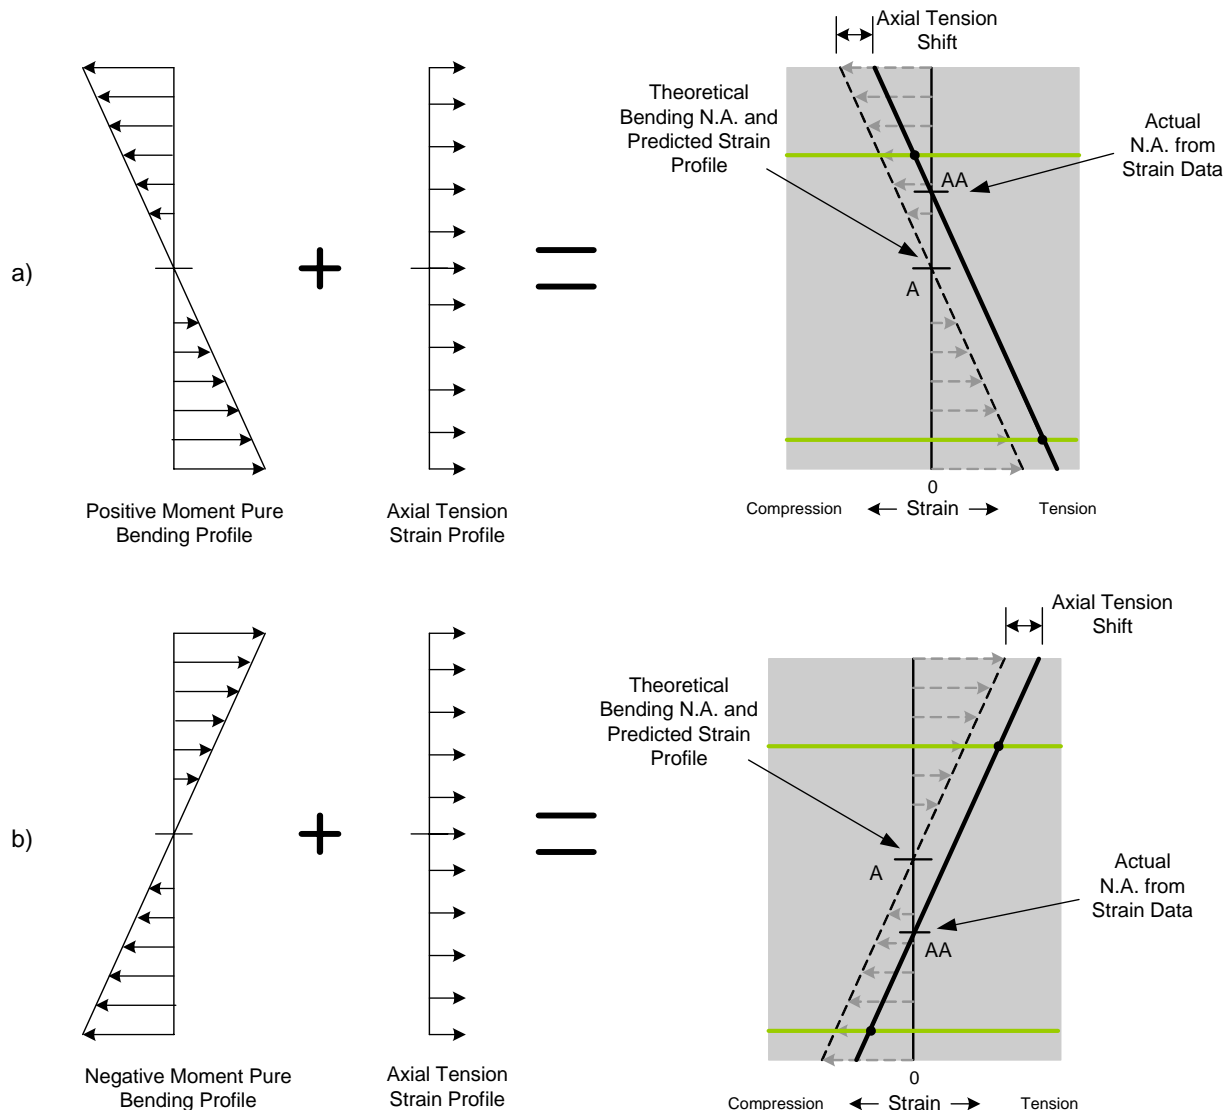 Axial Tension
Shift
Theoretical
Bending N.A. and
Predicted Strain
Profile
Actual
N.A. from
Strain Data
AA
a)
A
0
Compression
Strain
Tension
Positive Moment Pure
Bending Profile
Axial Tension
Strain Profile
Axial Tension
Shift
Theoretical
Bending N.A. and
Predicted Strain
Profile
b)
A
Actual
N.A. from
Strain Data
AA
0
Compression
Strain
Tension
Negative Moment Pure
Bending Profile
Axial Tension
Strain Profile